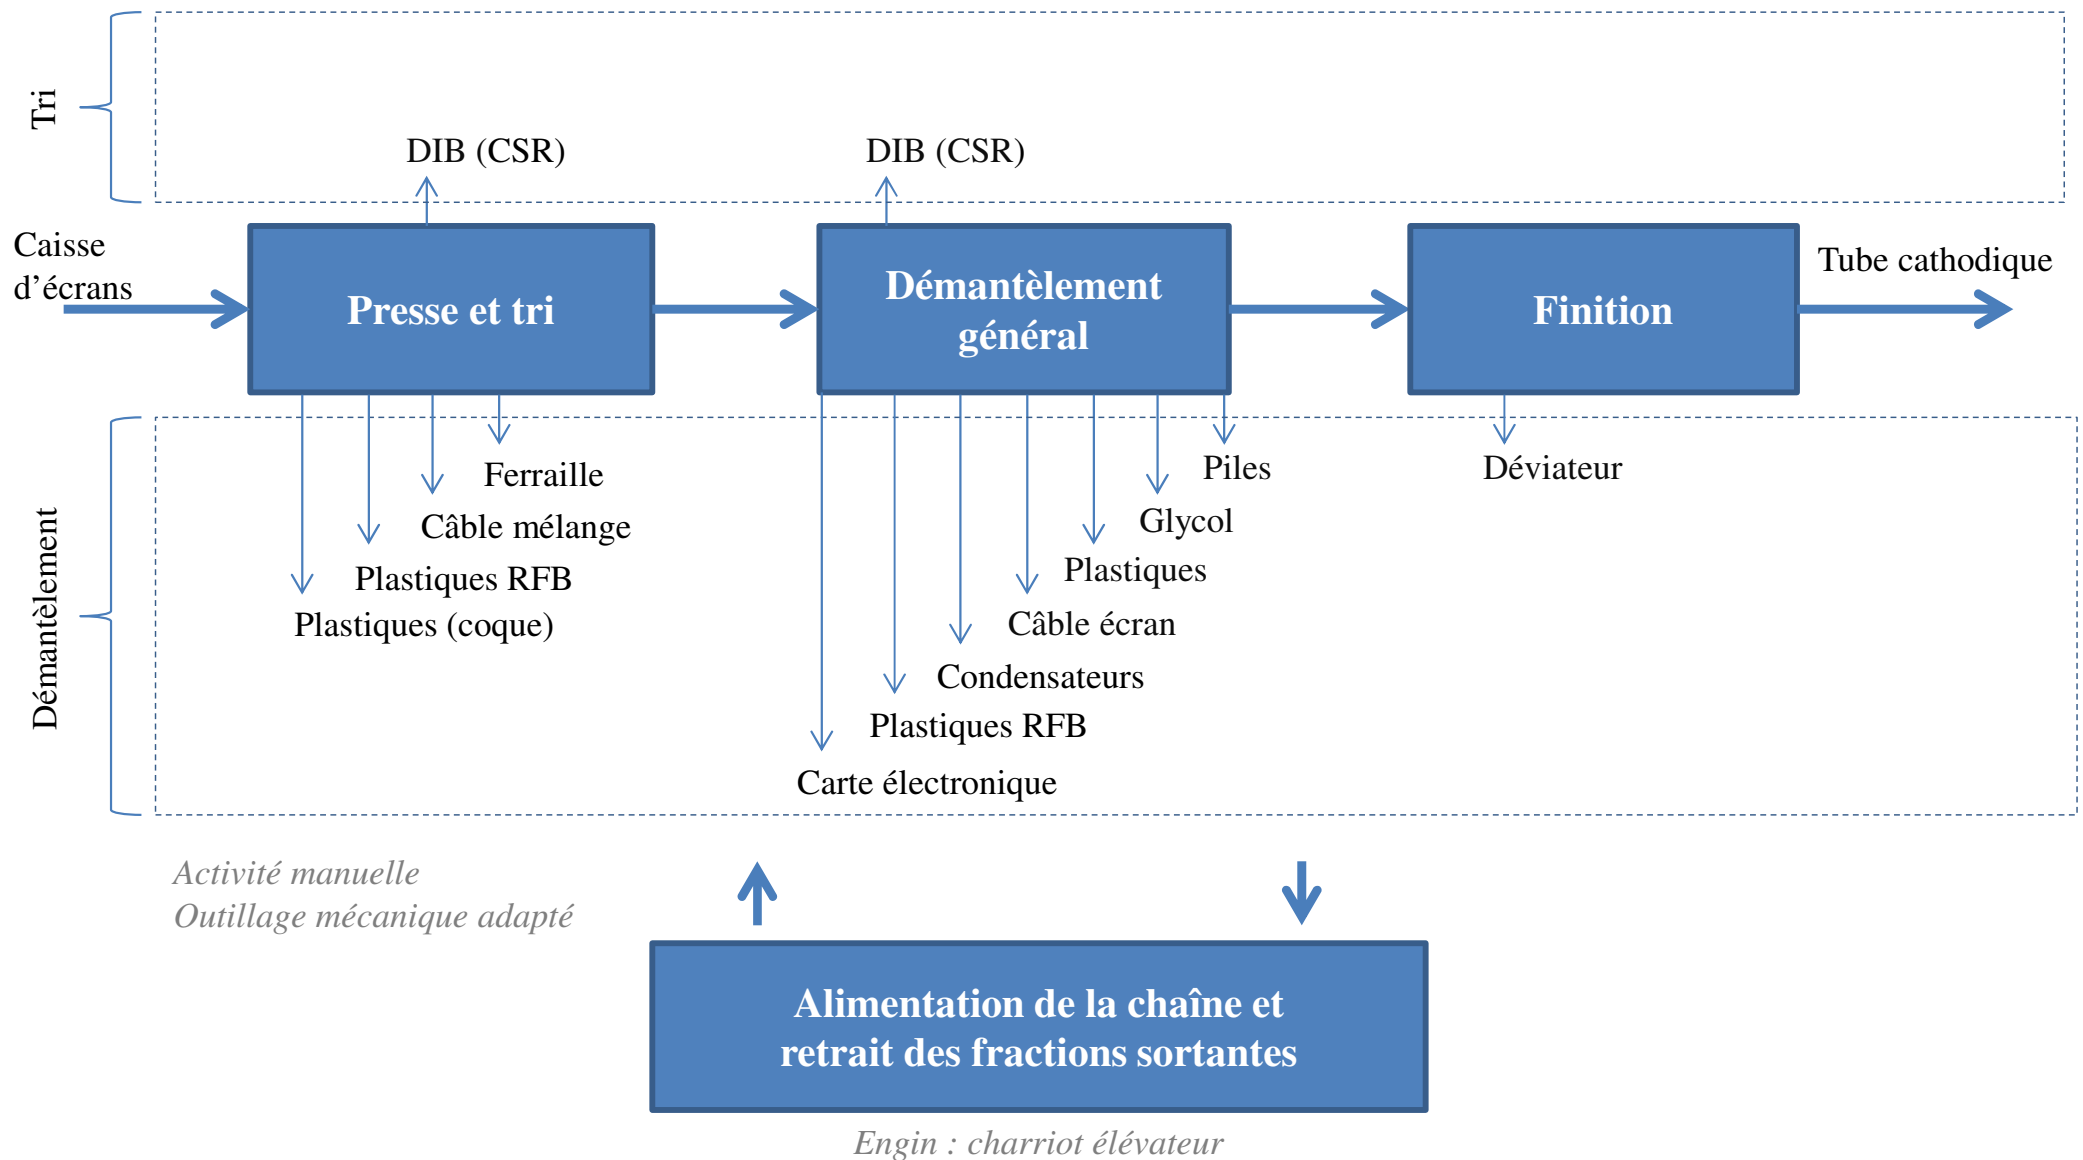 Tri
DIB (CSR)
DIB (CSR)
Caisse
d’écrans
Presse et tri
Démantèlement
général
Finition
Tube cathodique
Démantèlement
Ferraille
Câble mélange
Plastiques RFB
Plastiques (coque)
Piles
Glycol
Plastiques
Câble écran
Condensateurs
Plastiques RFB
Carte électronique
Déviateur
Activité manuelle
Outillage mécanique adapté
Alimentation de la chaîne et
retrait des fractions sortantes
Engin : charriot élévateur